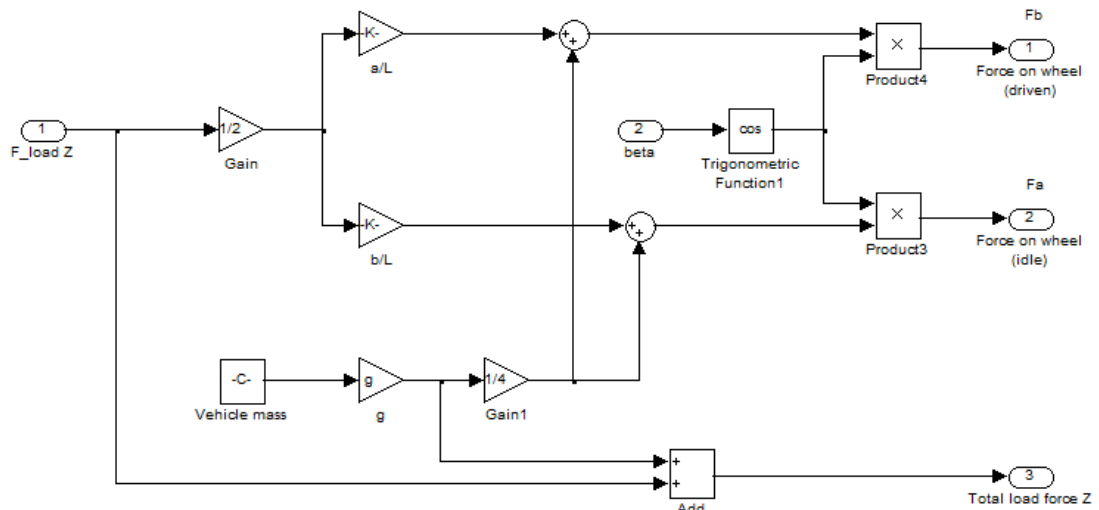 Fb
-K-
+
+
×
1
a/L
Product4
Force on wheel
(driven)
1
1/2
2
cos
F_load Z
Gain
beta
Trigonometric
Function1
Fa
-K-
+
+
×
2
b/L
Product3
Force on wheel
(idle)
-C-
g
1/4
Vehicle mass
g
Gain1
+
+
3
Add
Total load force Z